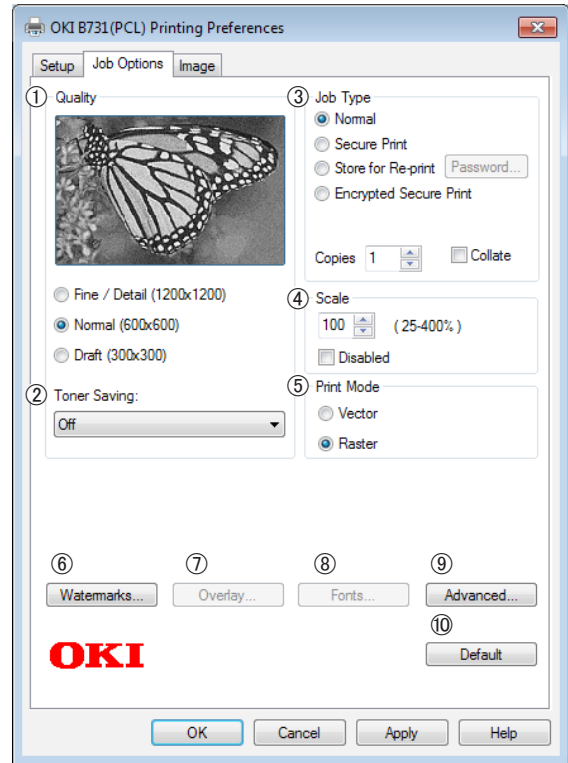 OKI B731(PCL) Printing Preferences
Setup Job Options Image
① Quality
Fine / Detail (1200x1200)
Normal (600x600)
Draft (300x300)
② Toner Saving:
Off
③ Job Type
Normal
Secure Print
Store for Re-print Password...
Encrypted Secure Print
Copies 1 Collate
④ Scale
100 ( 25-400% )
Disabled
⑤ Print Mode
Vector
Raster
⑥ ⑦ ⑧ ⑨
Watermarks... Overlay... Fonts... Advanced...
⑩
OKI Default
OK Cancel Apply Help